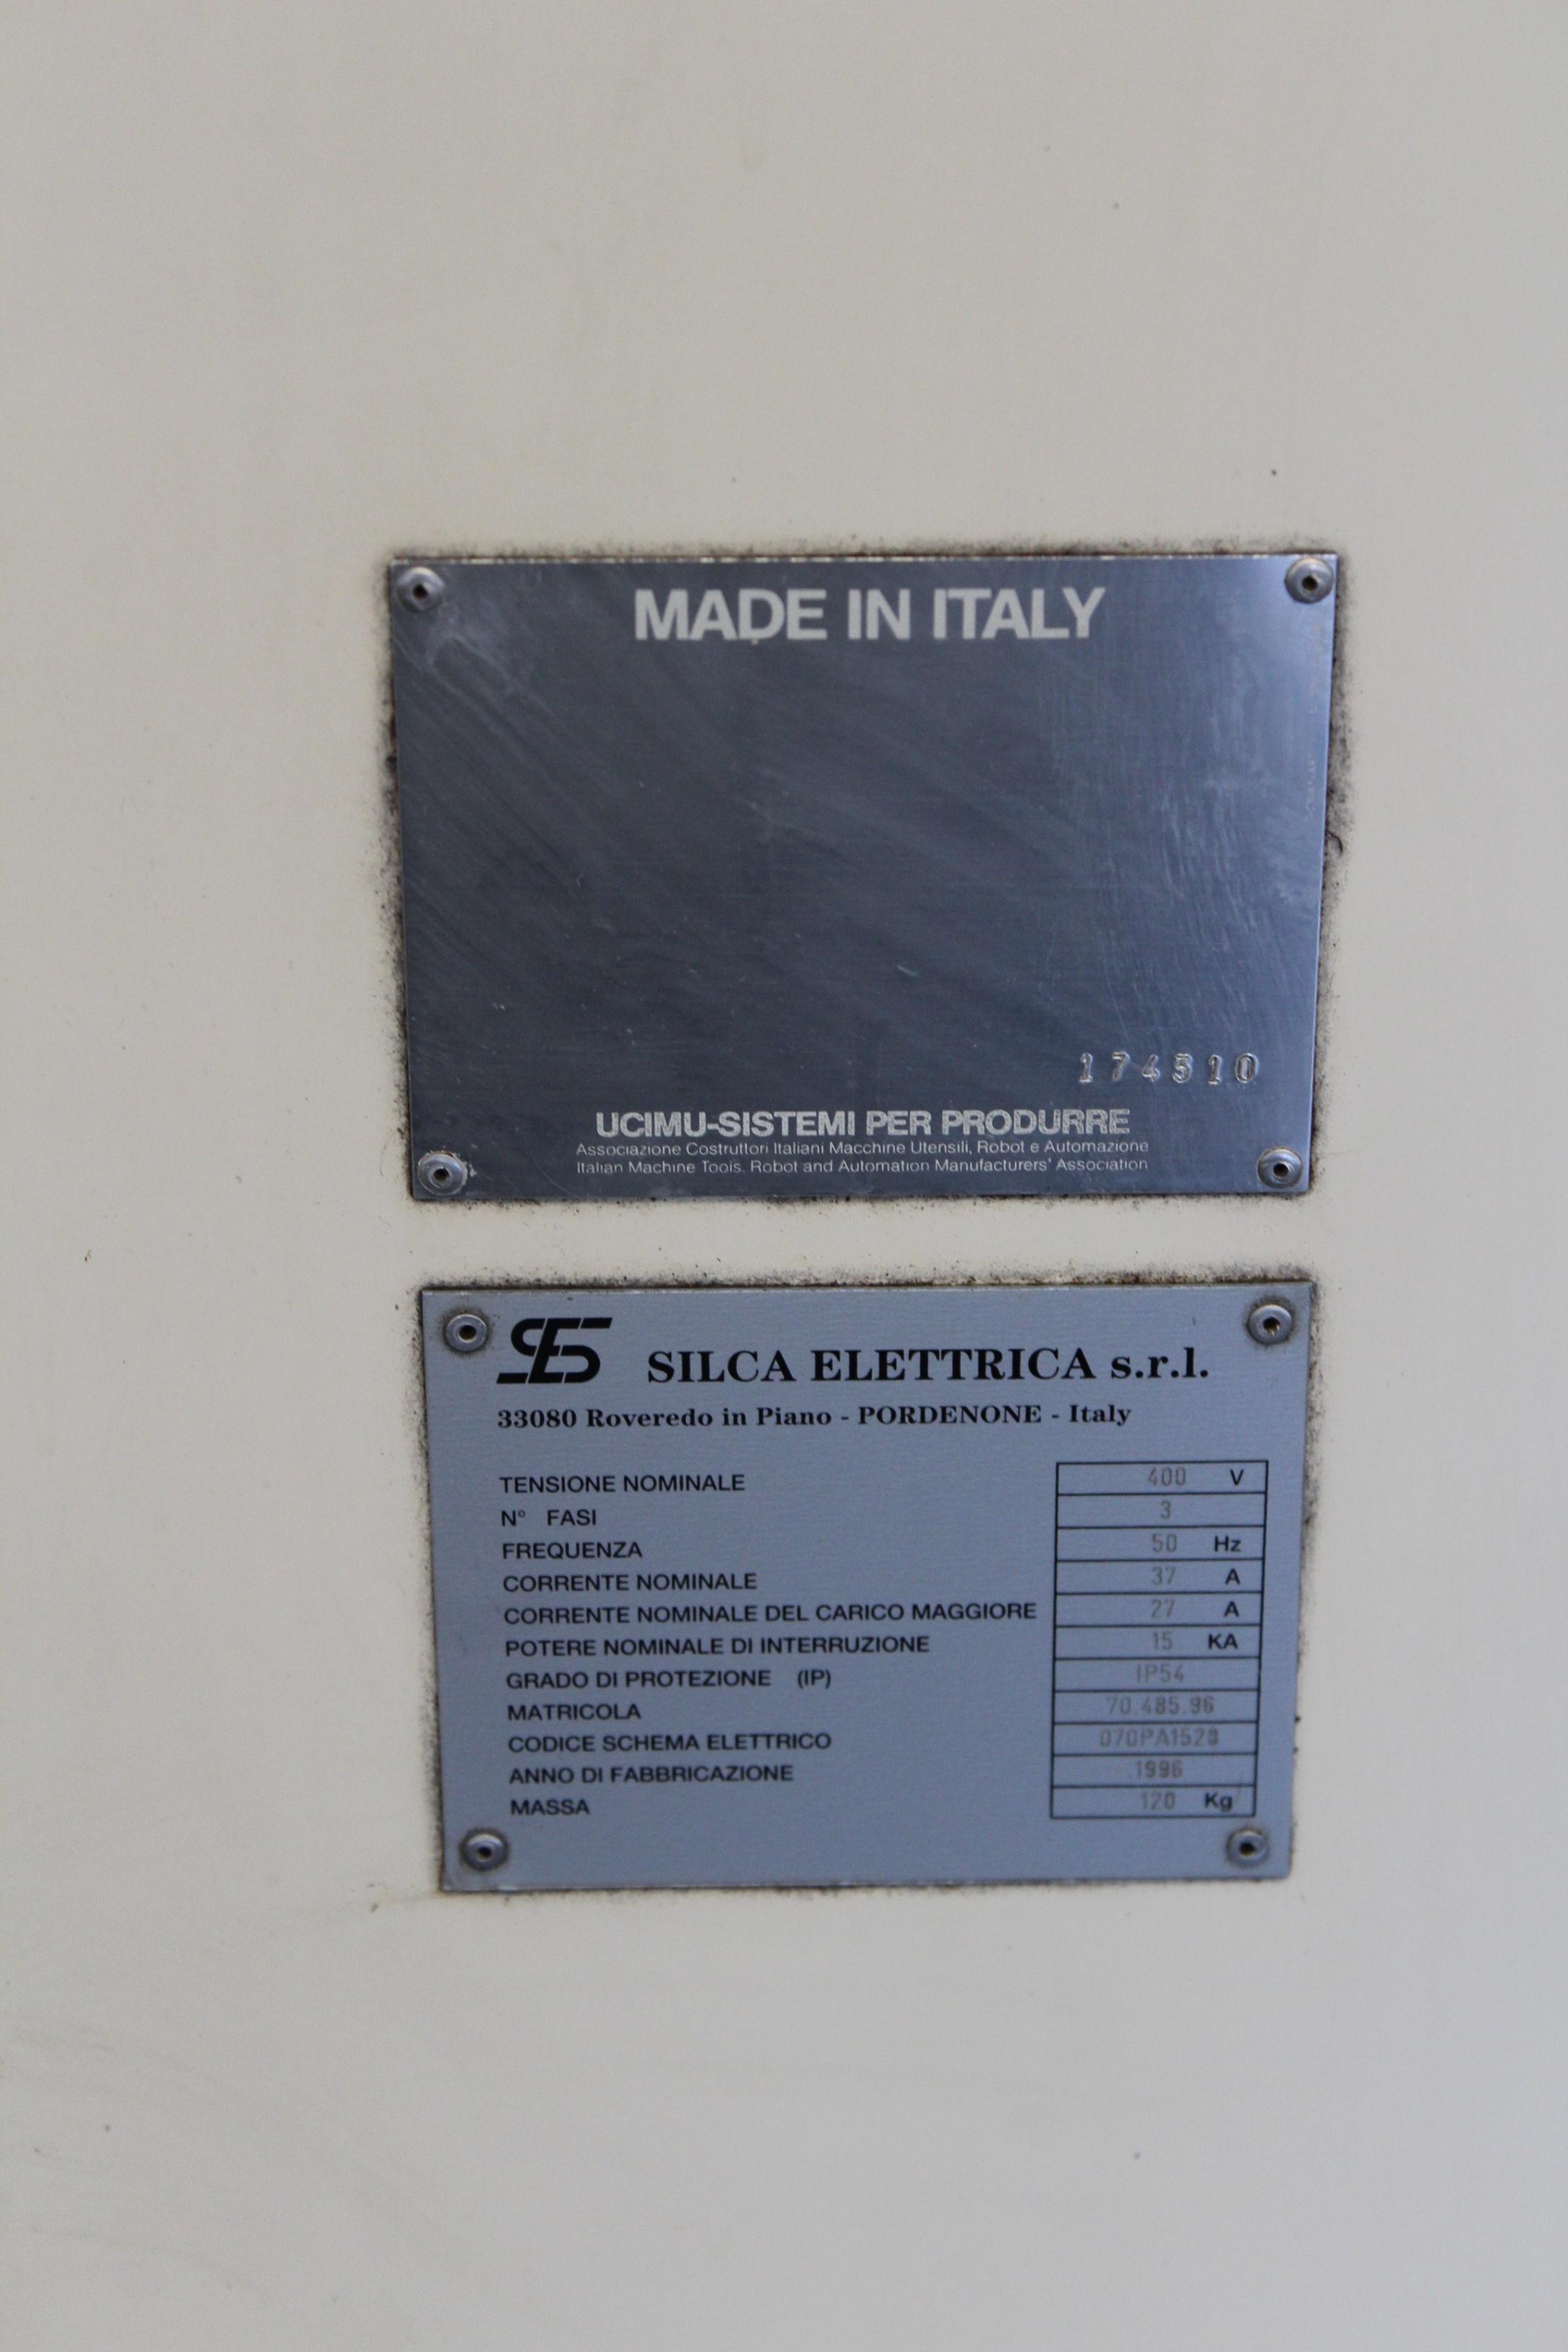 MADE IN ITALY
174310
UCIMU-SISTEMI PER PRODURRE
Associazione Costruttori Italiani Macchine Utensili, Robot e Automazione
Italian Machine Tools, Robot and Automation Manufacturers' Association
SES SILCA ELETTRICA s.r.l.
33080 Roveredo in Piano - PORDENONE - Italy
TENSIONE NOMINALE 400 V
N° FASI 3
FREQUENZA 50 Hz
CORRENTE NOMINALE 37 A
CORRENTE NOMINALE DEL CARICO MAGGIORE 27 A
POTERE NOMINALE DI INTERRUZIONE 15 KA
GRADO DI PROTEZIONE (IP) IP54
MATRICOLA 70.485.96
CODICE SCHEMA ELETTRICO 070PA1528
ANNO DI FABBRICAZIONE 1996
MASSA 120 Kg